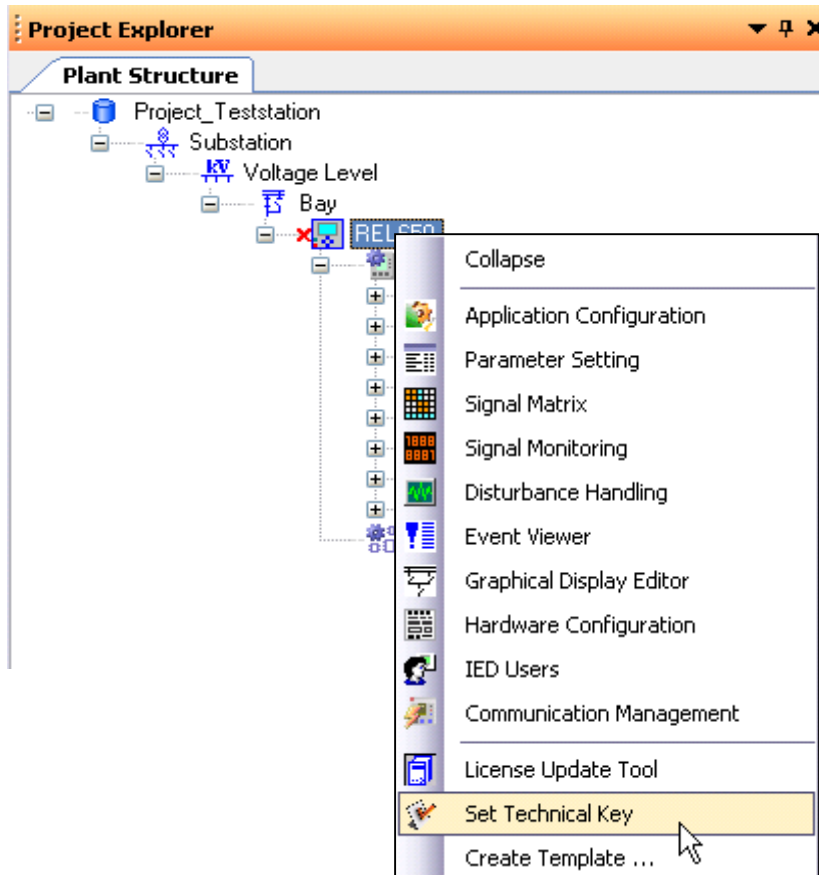 Project Explorer
Plant Structure
Project_Teststation
Substation
kV Voltage Level
Bay
Collapse
Application Configuration
Parameter Setting
Signal Matrix
Signal Monitoring
Disturbance Handling
Event Viewer
Graphical Display Editor
Hardware Configuration
IED Users
Communication Management
License Update Tool
Set Technical Key
Create Template ...